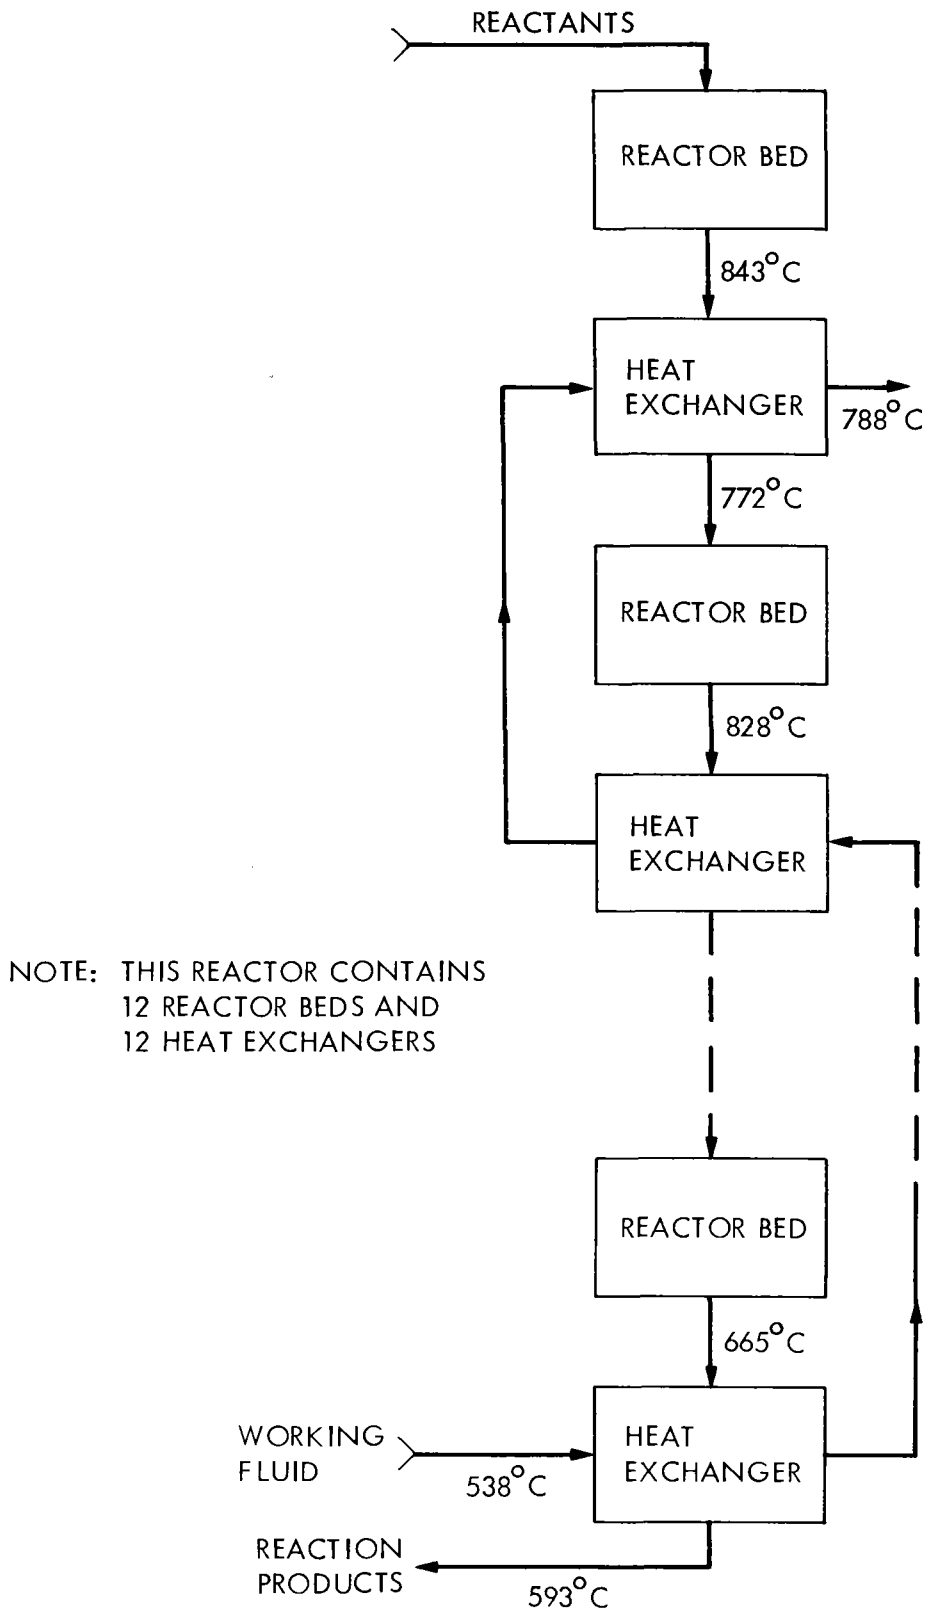 REACTANTS
REACTOR BED
843°C
HEAT
EXCHANGER
788°C
772°C
REACTOR BED
828°C
HEAT
EXCHANGER
NOTE: THIS REACTOR CONTAINS
12 REACTOR BEDS AND
12 HEAT EXCHANGERS
REACTOR BED
665°C
WORKING
FLUID
538°C
HEAT
EXCHANGER
REACTION
PRODUCTS
593°C